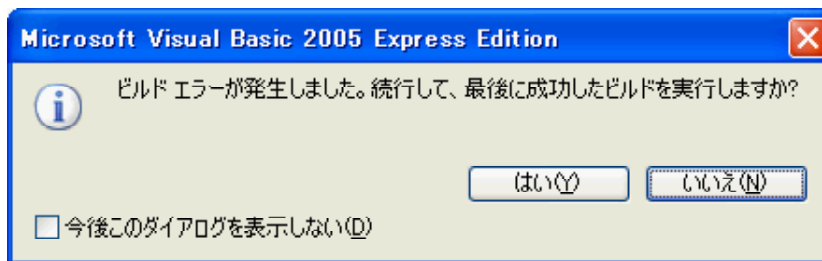 Microsoft Visual Basic 2005 Express Edition
ビルド エラーが発生しました。続行して、最後に成功したビルドを実行しますか?
はい(Y) いいえ(N)
今後このダイアログを表示しない(D)